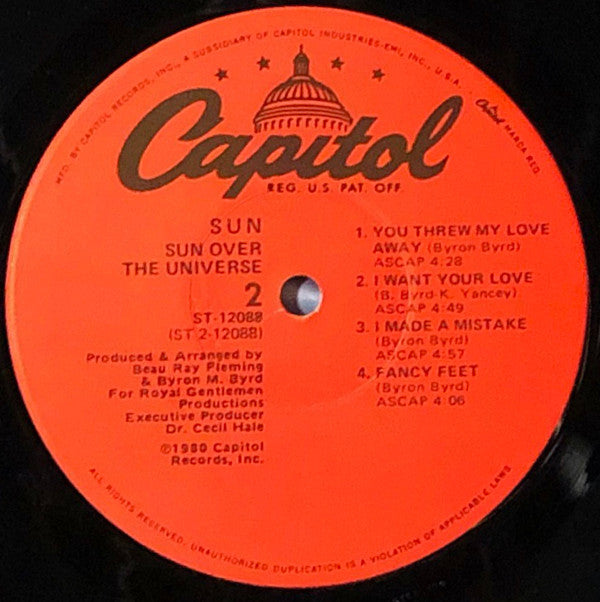 MFD. BY CAPITOL RECORDS, INC., A SUBSIDIARY OF CAPITOL INDUSTRIES-EMI, INC., U.S.A. • Capitol MARCA REG.
Capitol
REG. U.S. PAT. OFF.
SUN
SUN OVER
THE UNIVERSE
2
ST-12088
(ST 2-12088)
Produced & Arranged by
Beau Ray Fleming
& Byron M. Byrd
For Royal Gentlemen
Productions
Executive Producer
Dr. Cecil Hale
℗1980 Capitol
Records, Inc.
1. YOU THREW MY LOVE
AWAY (Byron Byrd)
ASCAP 4:28
2. I WANT YOUR LOVE
(B. Byrd-K. Yancey)
ASCAP 4:49
3. I MADE A MISTAKE
(Byron Byrd)
ASCAP 4:57
4. FANCY FEET
(Byron Byrd)
ASCAP 4:06
ALL RIGHTS RESERVED. UNAUTHORIZED DUPLICATION IS A VIOLATION OF APPLICABLE LAWS